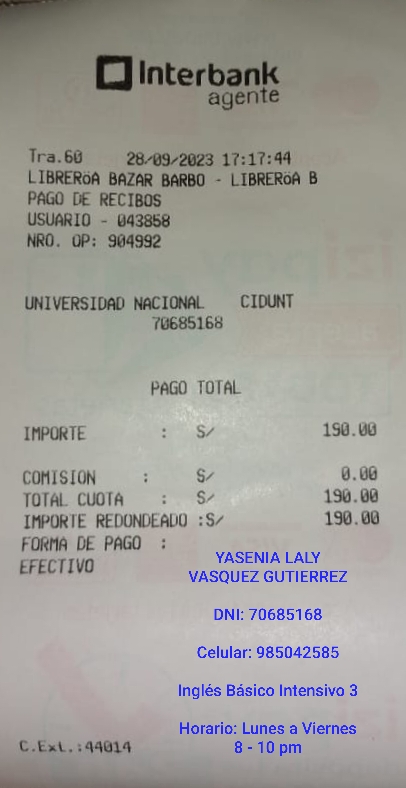 Interbank
agente
Tra.60 28/09/2023 17:17:44
LIBRERöA BAZAR BARBO - LIBRERöA B
PAGO DE RECIBOS
USUARIO - 043858
NRO. OP: 904992
UNIVERSIDAD NACIONAL CIDUNT
70685168
PAGO TOTAL
IMPORTE : S/ 190.00
COMISION : S/ 0.00
TOTAL CUOTA : S/ 190.00
IMPORTE REDONDEADO :S/ 190.00
FORMA DE PAGO :
EFECTIVO
YASENIA LALY
VASQUEZ GUTIERREZ
DNI: 70685168
Celular: 985042585
Inglés Básico Intensivo 3
Horario: Lunes a Viernes
8 - 10 pm
C.Ext.:44014